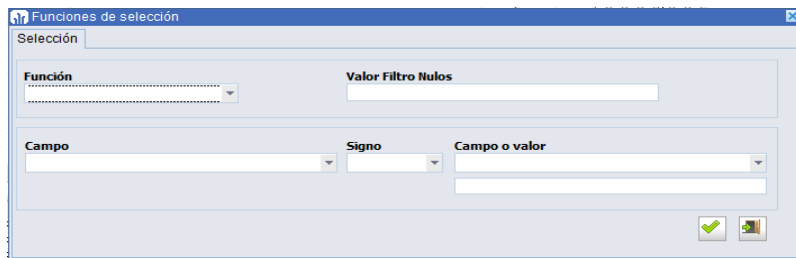 Funciones de selección
Selección
Función Valor Filtro Nulos
Campo Signo Campo o valor